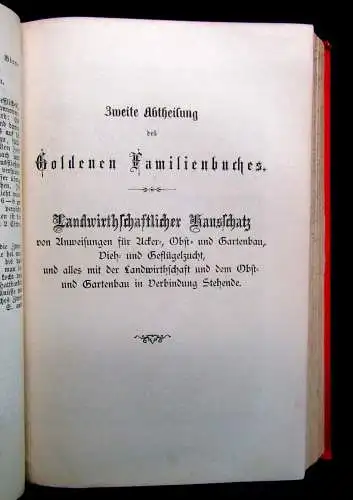 Zweite Abtheilung
des
Goldenen Familienbuches.
Landwirthschaftlicher Hausschatz
von Anweisungen für Acker-, Obst- und Gartenbau,
Vieh- und Geflügelzucht,
und alles mit der Landwirthschaft und dem Obst-
und Gartenbau in Verbindung Stehende.